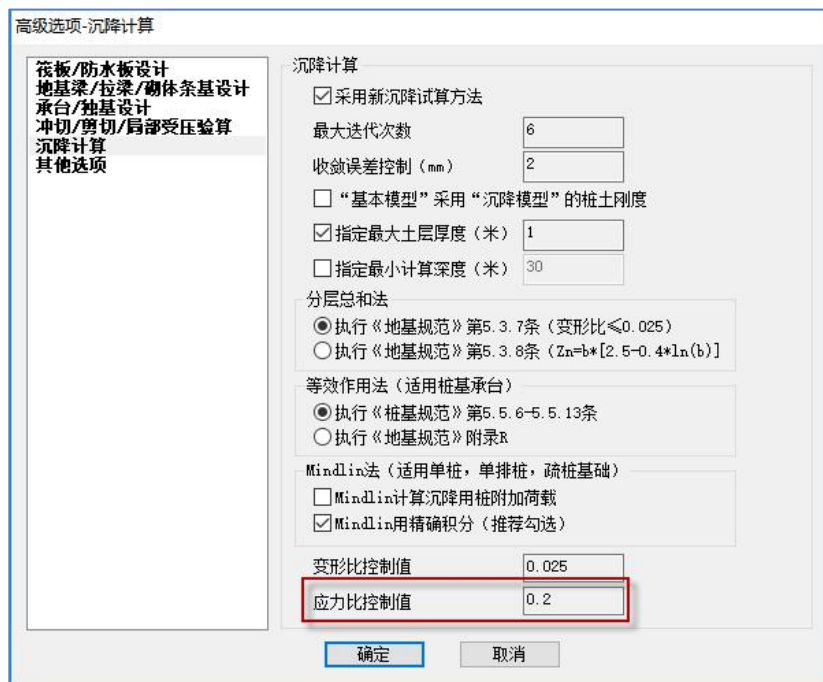 高级选项-沉降计算
筏板/防水板设计
地基梁/拉梁/砌体条基设计
承台/独基设计
冲切/剪切/局部受压验算
沉降计算
其他选项
沉降计算
采用新沉降试算方法
最大迭代次数 6
收敛误差控制(mm) 2
“基本模型”采用“沉降模型”的桩土刚度
指定最大土层厚度(米) 1
指定最小计算深度(米) 30
分层总和法
执行《地基规范》第5.3.7条(变形比≤0.025)
执行《地基规范》第5.3.8条(Zn=b*[2.5-0.4*ln(b)]
等效作用法(适用桩基承台)
执行《桩基规范》第5.5.6-5.5.13条
执行《地基规范》附录R
Mindlin法(适用单桩,单排桩,疏桩基础)
Mindlin计算沉降用桩附加荷载
Mindlin用精确积分(推荐勾选)
变形比控制值 0.025
应力比控制值 0.2
确定 取消